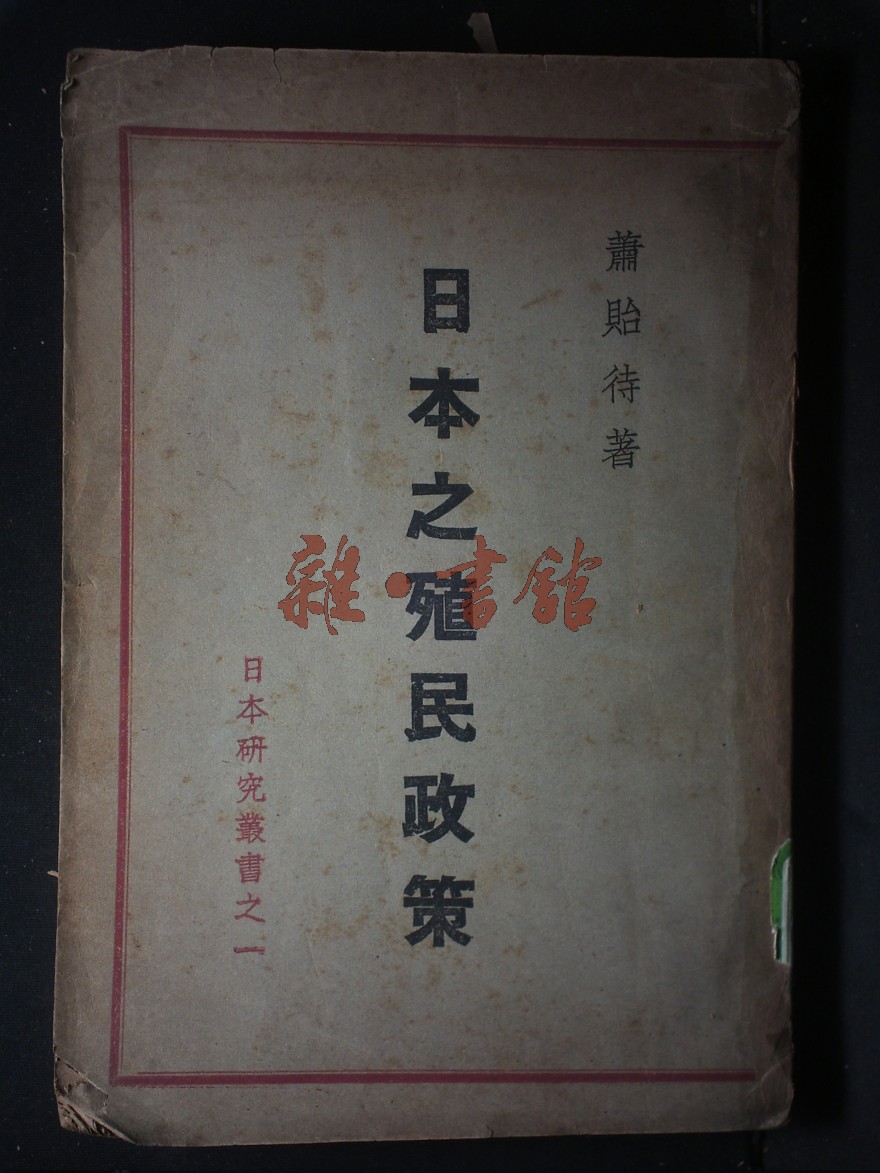 蕭貽待著
日本之殖民政策
日本研究叢書之一
雜·書館